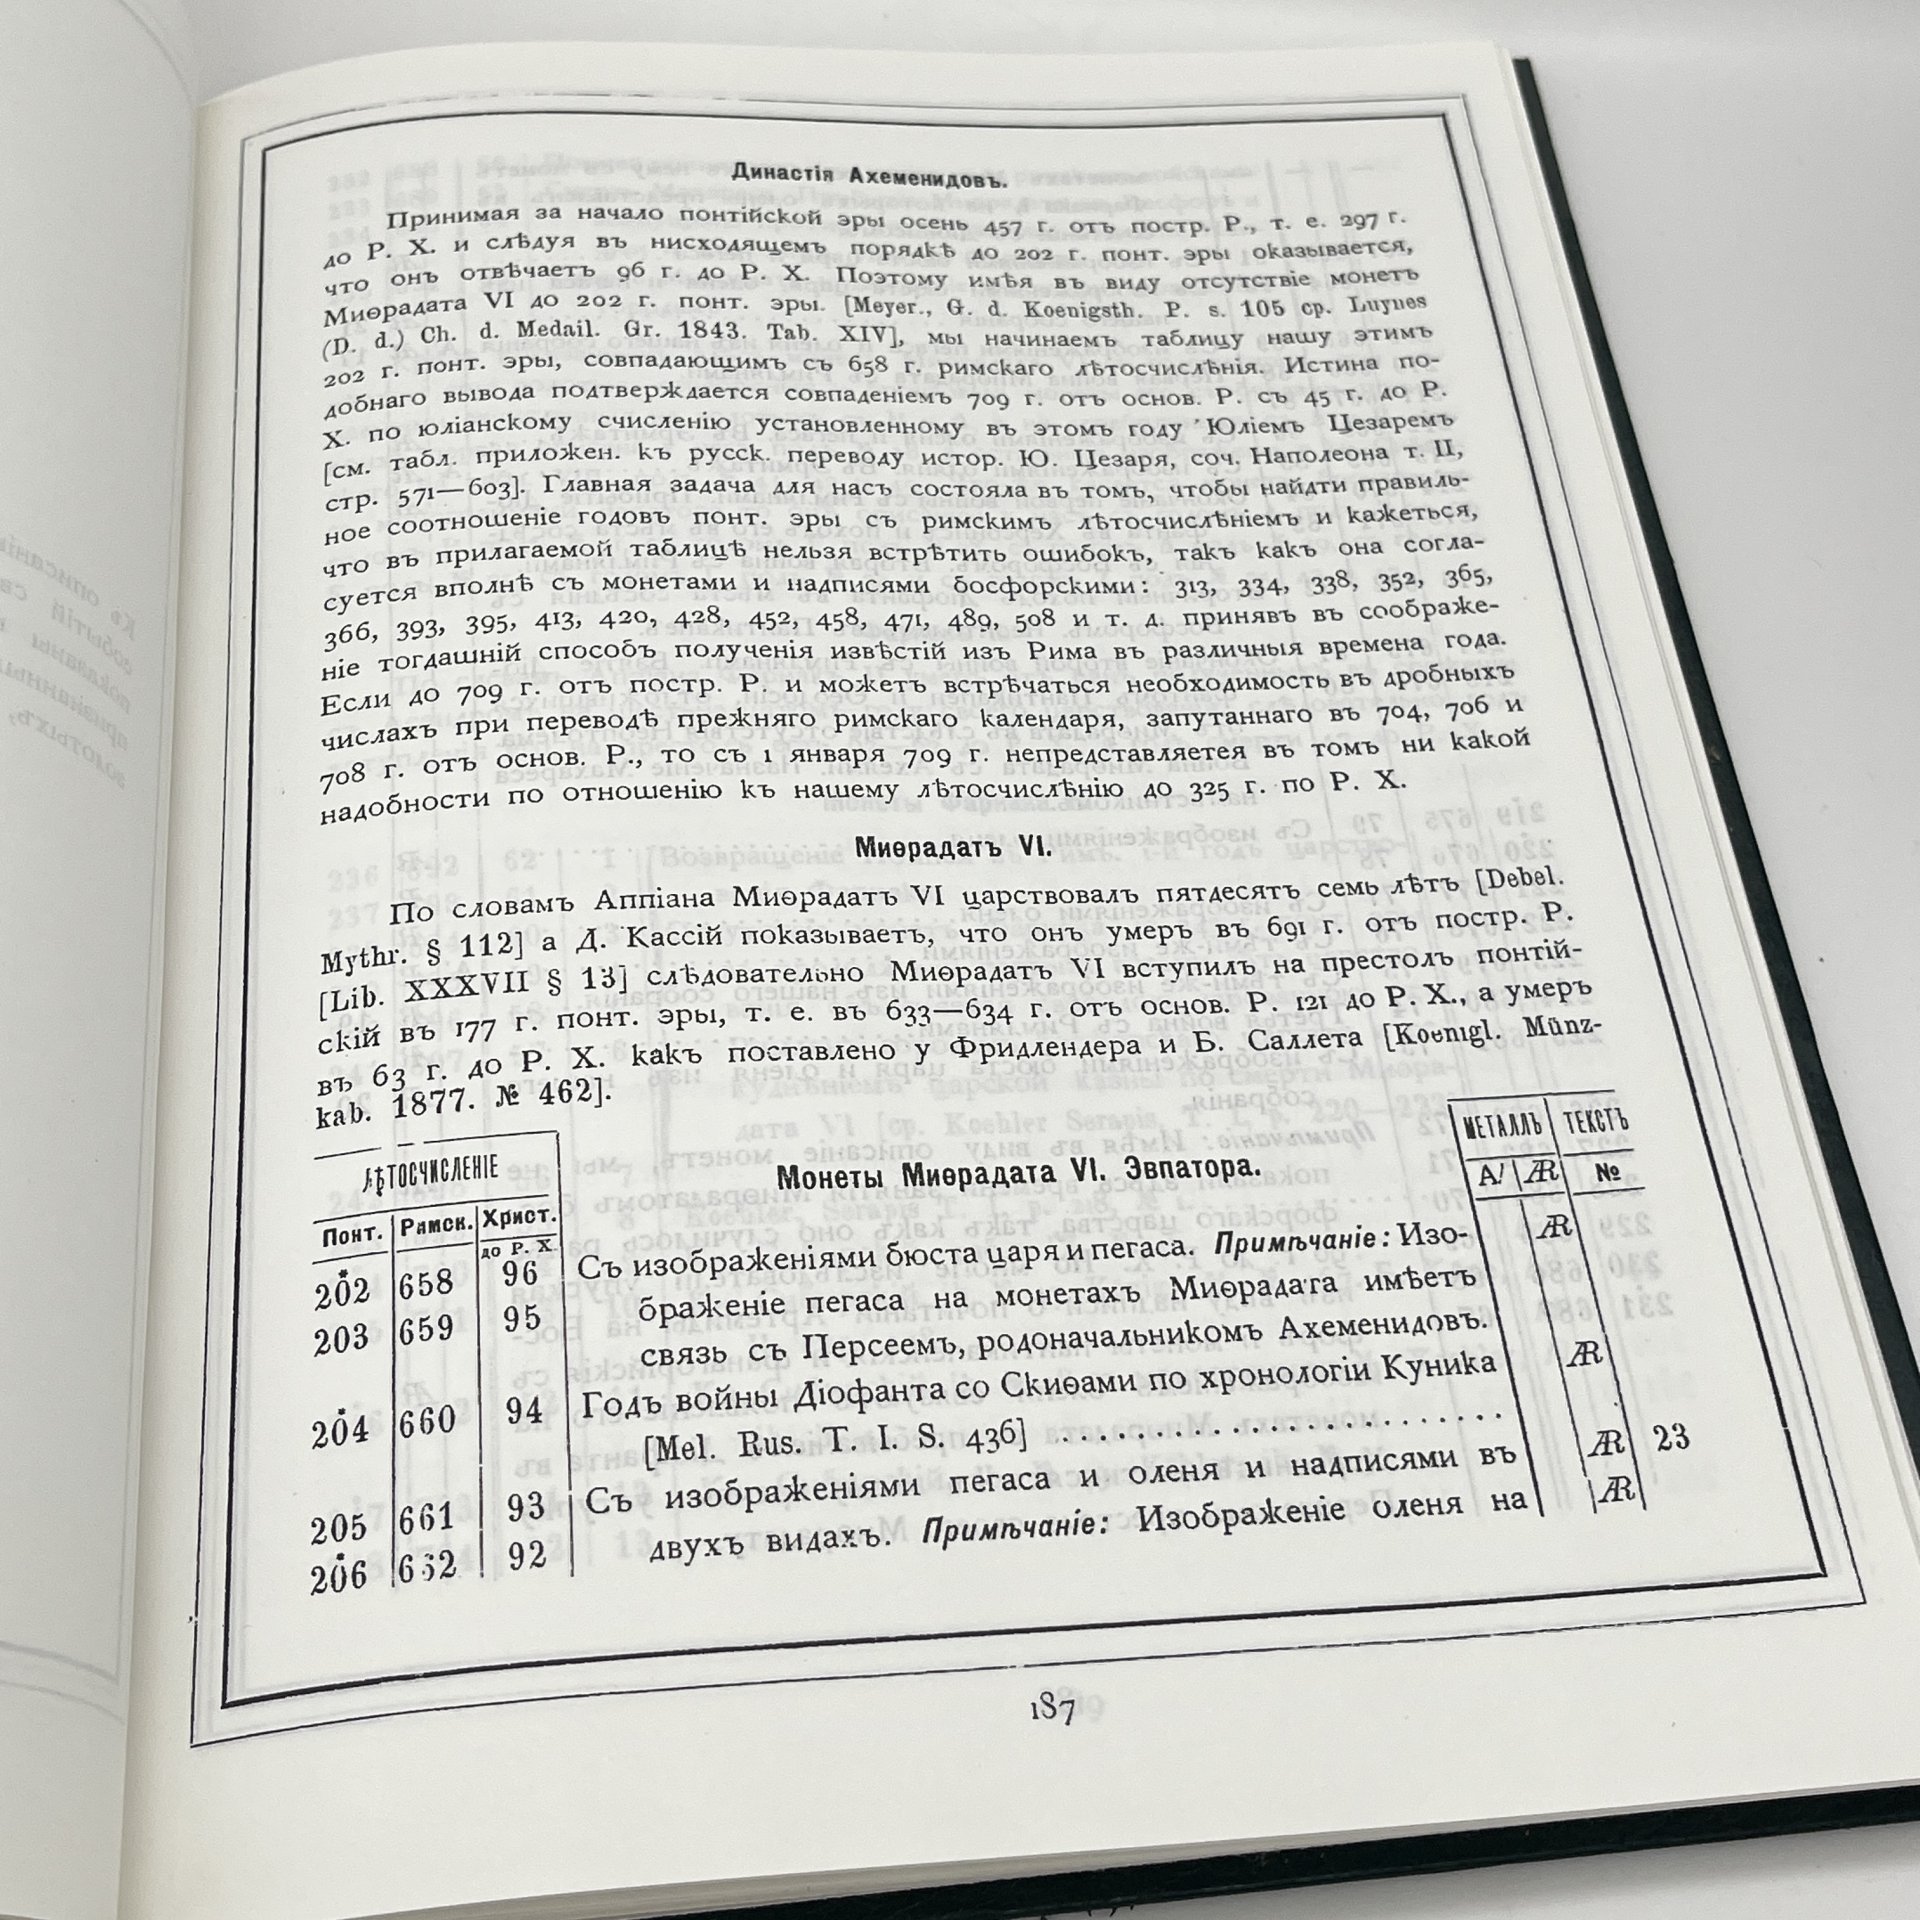 Династія Ахеменидовъ.
Принимая за начало понтійской эры осень 457 г. отъ постр. Р., т. е. 297 г.
до Р. Х. и слѣдуя въ нисходящемъ порядкѣ до 202 г. понт. эры оказывается,
что онъ отвѣчаетъ 96 г. до Р. Х. Поэтому имѣя въ виду отсутствіе монетъ
Миѳрадата VI до 202 г. понт. эры. [Meyer., G. d. Koenigsth. P. s. 105 ср. Luynes
(D. d.) Ch. d. Medail. Gr. 1843. Tab. XIV], мы начинаемъ таблицу нашу этимъ
202 г. понт. эры, совпадающимъ съ 658 г. римскаго лѣтосчислѣнія. Истина по-
добнаго вывода подтверждается совпаденіемъ 709 г. отъ основ. Р. съ 45 г. до Р.
Х. по юліанскому счисленію установленному въ этомъ году Юліемъ Цезаремъ
[см. табл. приложен. къ русск. переводу истор. Ю. Цезаря, соч. Наполеона т. II,
стр. 571—603]. Главная задача для насъ состояла въ томъ, чтобы найдти правиль-
ное соотношеніе годовъ понт. эры съ римскимъ лѣтосчислѣніемъ и кажеться,
что въ прилагаемой таблицѣ нельзя встрѣтить ошибокъ, такъ какъ она согла-
суется вполнѣ съ монетами и надписями босфорскими: 313, 334, 338, 352, 365,
366, 393, 395, 413, 420, 428, 452, 458, 471, 489, 508 и т. д. принявъ въ соображе-
ніе тогдашній способъ полученія извѣстій изъ Рима въ различныя времена года.
Если до 709 г. отъ постр. Р. и можетъ встрѣчаться необходимость въ дробныхъ
числахъ при переводѣ прежняго римскаго календаря, запутаннаго въ 704, 706 и
708 г. отъ основ. Р., то съ 1 января 709 г. непредставляетея въ томъ ни какой
надобности по отношенію къ нашему лѣтосчислѣнію до 325 г. по Р. Х.
Миѳрадатъ VI.
По словамъ Аппіана Миѳрадатъ VI царствовалъ пятдесятъ семь лѣтъ [Debel.
Mythr. § 112] а Д. Кассій показываетъ, что онъ умеръ въ 691 г. отъ постр. Р.
[Lib. XXXVII § 13] слѣдовательно Миѳрадатъ VI вступилъ на престолъ понтій-
скій въ 177 г. понт. эры, т. е. въ 633—634 г. отъ основ. Р. 121 до Р. Х., а умеръ
въ 63 г. до Р. Х. какъ поставлено у Фридлендера и Б. Саллета [Koenigl. Münz-
kab. 1877. № 462].
ЛѢТОСЧИСЛЕНІЕ Монеты Миѳрадата VI. Эвпатора. МЕТАЛЛЪ ТЕКСТЪ
Понт. Римск. Христ. A/ ÆR №
до Р. Х.
202 658 96 Съ изображеніями бюста царя и пегаса. Примѣчаніе: Изо- ÆR
203 659 95 браженіе пегаса на монетахъ Миѳрадата имѣетъ
связь съ Персеемъ, родоначальникомъ Ахеменидовъ.
204 660 94 Годъ войны Діофанта со Скиѳами по хронологіи Куника ÆR
[Mel. Rus. T. I. S. 436] . . . . . . . . . . . . . . . . . . . . . .
205 661 93 Съ изображеніями пегаса и оленя и надписями въ ÆR 23
206 662 92 двухъ видахъ. Примѣчаніе: Изображеніе оленя на ÆR
187